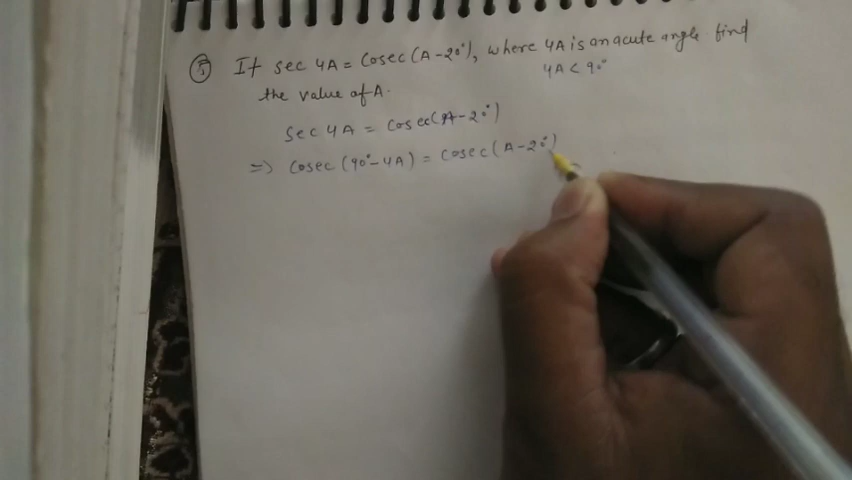 ⑤ If sec 4A = Cosec (A-20°), where 4A is an acute angle. find
4A < 90°
the value of A.
sec 4A = Cosec(A-20°)
=> Cosec (90°-4A) = Cosec (A-20°)